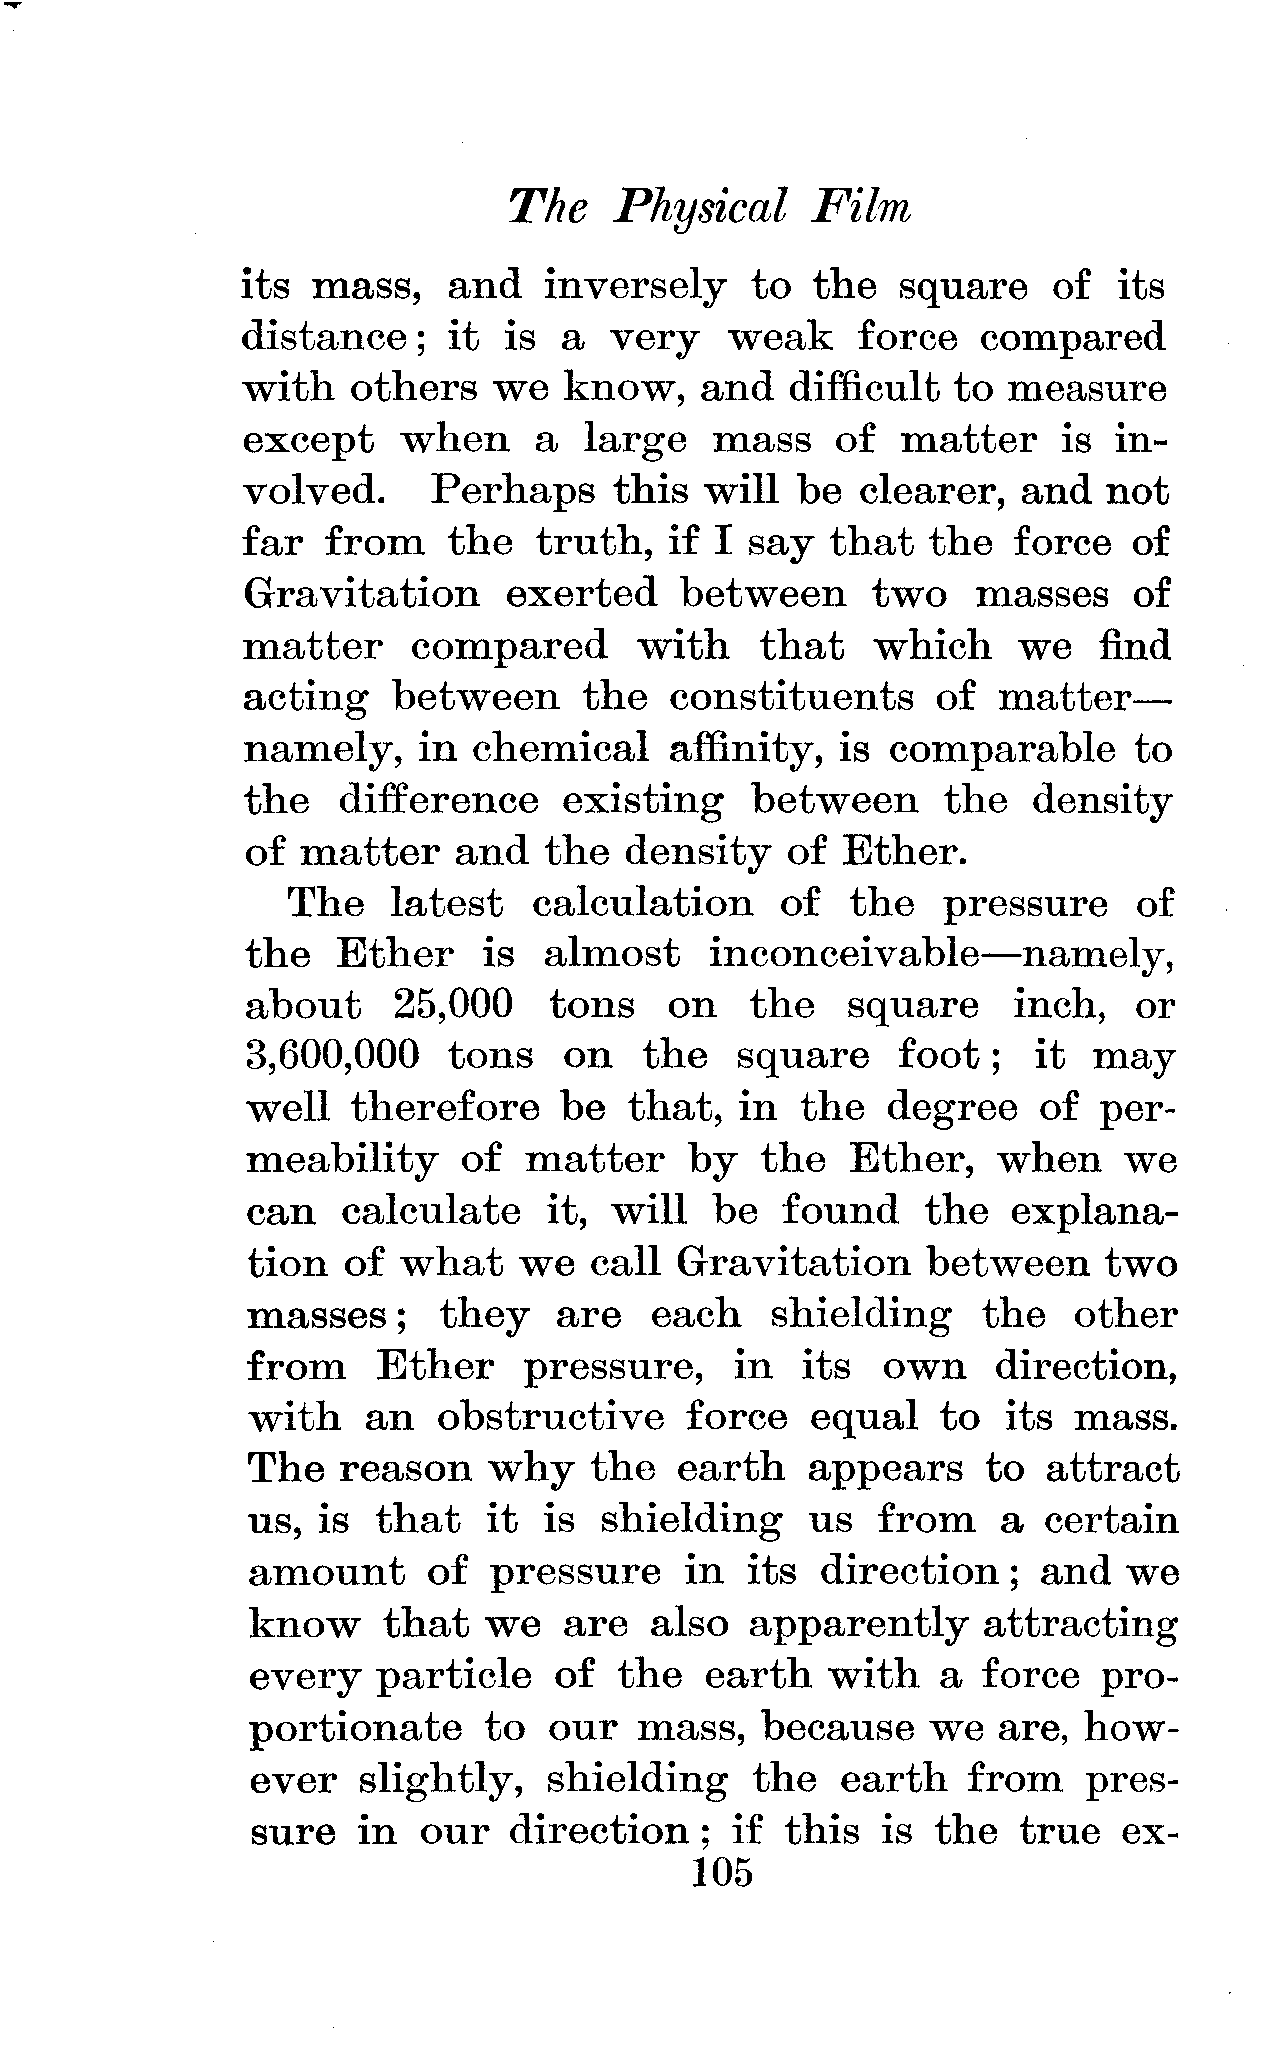 The Physical Film
its mass, and inversely to the square of its
distance; it is a very weak force compared
with others we know, and difficult to measure
except when a large mass of matter is in-
volved. Perhaps this will be clearer, and not
far from the truth, if I say that the force of
Gravitation exerted between two masses of
matter compared with that which we find
acting between the constituents of matter—
namely, in chemical affinity, is comparable to
the difference existing between the density
of matter and the density of Ether.
The latest calculation of the pressure of
the Ether is almost inconceivable—namely,
about 25,000 tons on the square inch, or
3,600,000 tons on the square foot; it may
well therefore be that, in the degree of per-
meability of matter by the Ether, when we
can calculate it, will be found the explana-
tion of what we call Gravitation between two
masses; they are each shielding the other
from Ether pressure, in its own direction,
with an obstructive force equal to its mass.
The reason why the earth appears to attract
us, is that it is shielding us from a certain
amount of pressure in its direction; and we
know that we are also apparently attracting
every particle of the earth with a force pro-
portionate to our mass, because we are, how-
ever slightly, shielding the earth from pres-
sure in our direction; if this is the true ex-
105